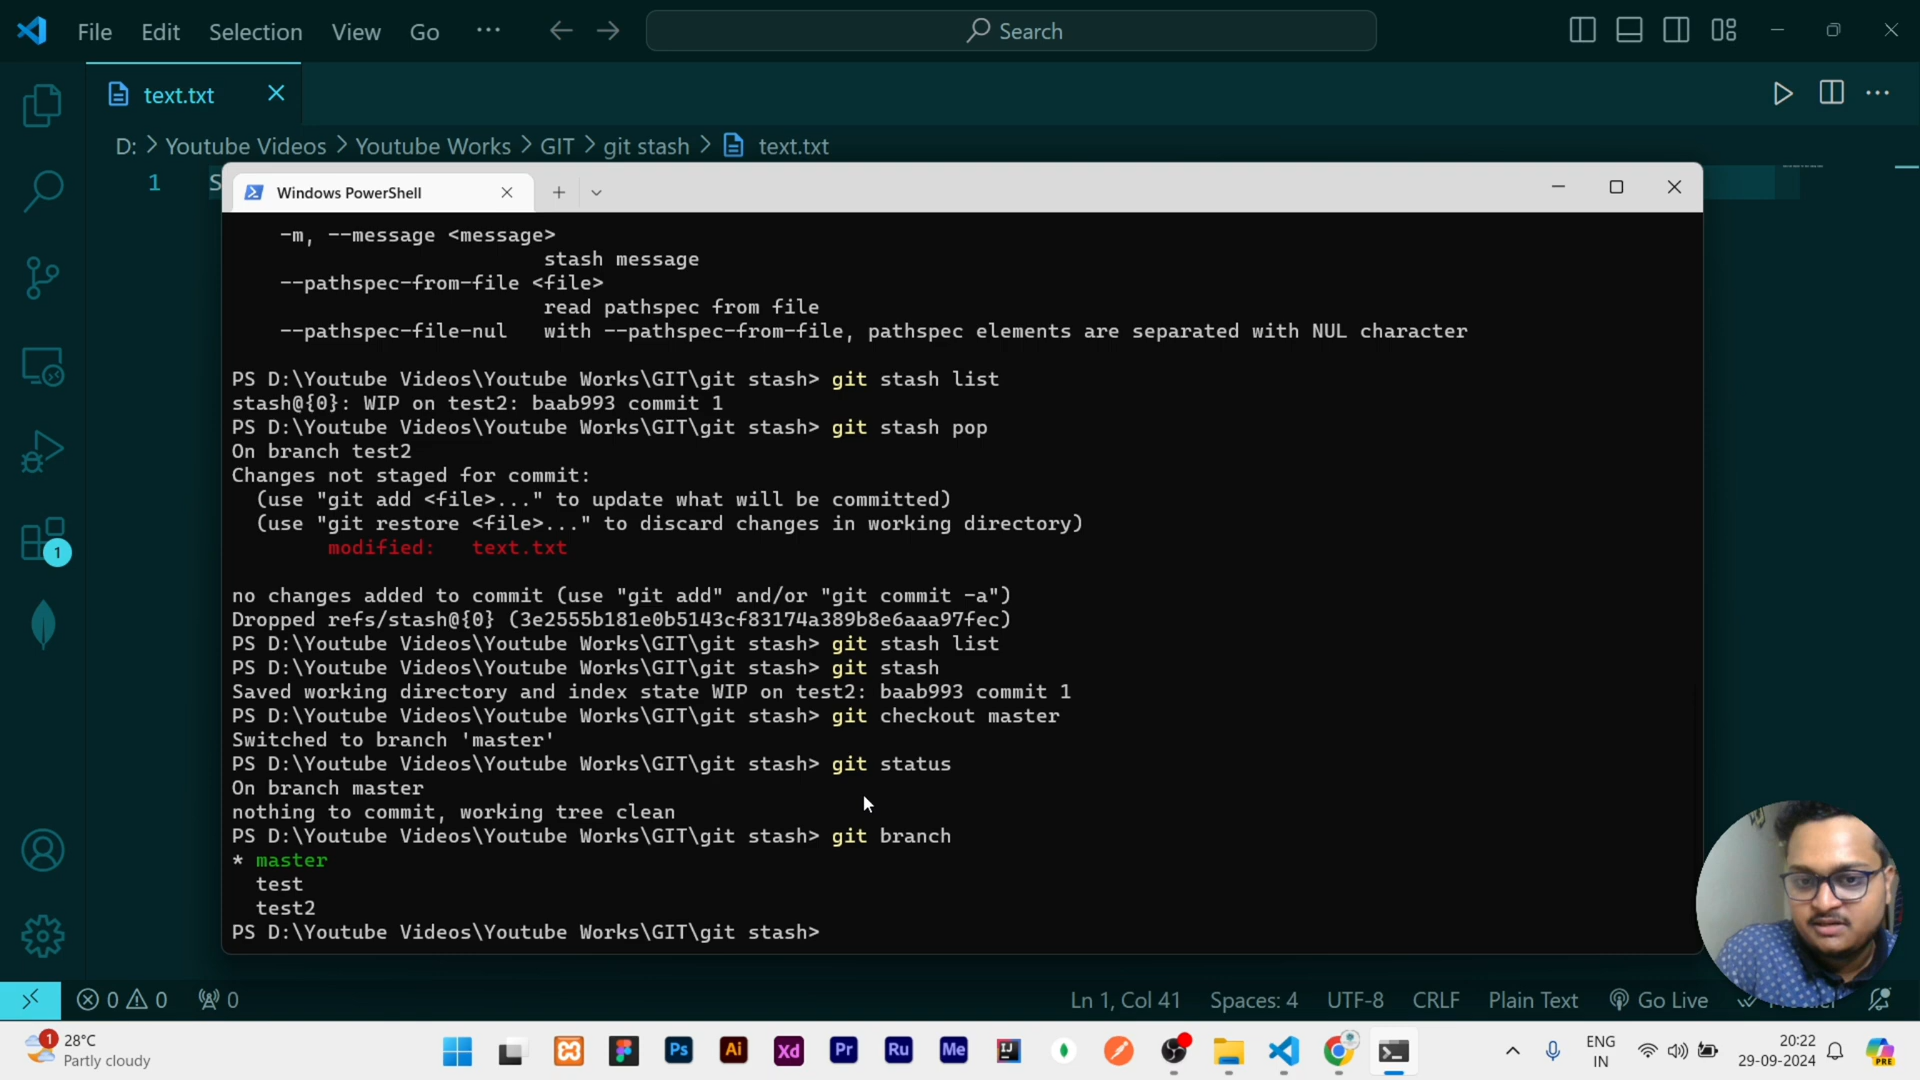 File Edit Selection View Go ··· Search
text.txt
D: > Youtube Videos > Youtube Works > GIT > git stash > text.txt
1 S
Windows PowerShell
-m, --message <message>
stash message
--pathspec-from-file <file>
read pathspec from file
--pathspec-file-nul with --pathspec-from-file, pathspec elements are separated with NUL character
PS D:\Youtube Videos\Youtube Works\GIT\git stash> git stash list
stash@{0}: WIP on test2: baab993 commit 1
PS D:\Youtube Videos\Youtube Works\GIT\git stash> git stash pop
On branch test2
Changes not staged for commit:
(use "git add <file>..." to update what will be committed)
(use "git restore <file>..." to discard changes in working directory)
modified: text.txt
no changes added to commit (use "git add" and/or "git commit -a")
Dropped refs/stash@{0} (3e2555b181e0b5143cf83174a389b8e6aaa97fec)
PS D:\Youtube Videos\Youtube Works\GIT\git stash> git stash list
PS D:\Youtube Videos\Youtube Works\GIT\git stash> git stash
Saved working directory and index state WIP on test2: baab993 commit 1
PS D:\Youtube Videos\Youtube Works\GIT\git stash> git checkout master
Switched to branch 'master'
PS D:\Youtube Videos\Youtube Works\GIT\git stash> git status
On branch master
nothing to commit, working tree clean
PS D:\Youtube Videos\Youtube Works\GIT\git stash> git branch
* master
test
test2
PS D:\Youtube Videos\Youtube Works\GIT\git stash>
1
0 0 0 Ln 1, Col 41 Spaces: 4 UTF-8 CRLF Plain Text Go Live
1 28°C
Partly cloudy
Ps Ai Xd Pr Ru Me IJ
ENG
IN
20:22
29-09-2024
PRE